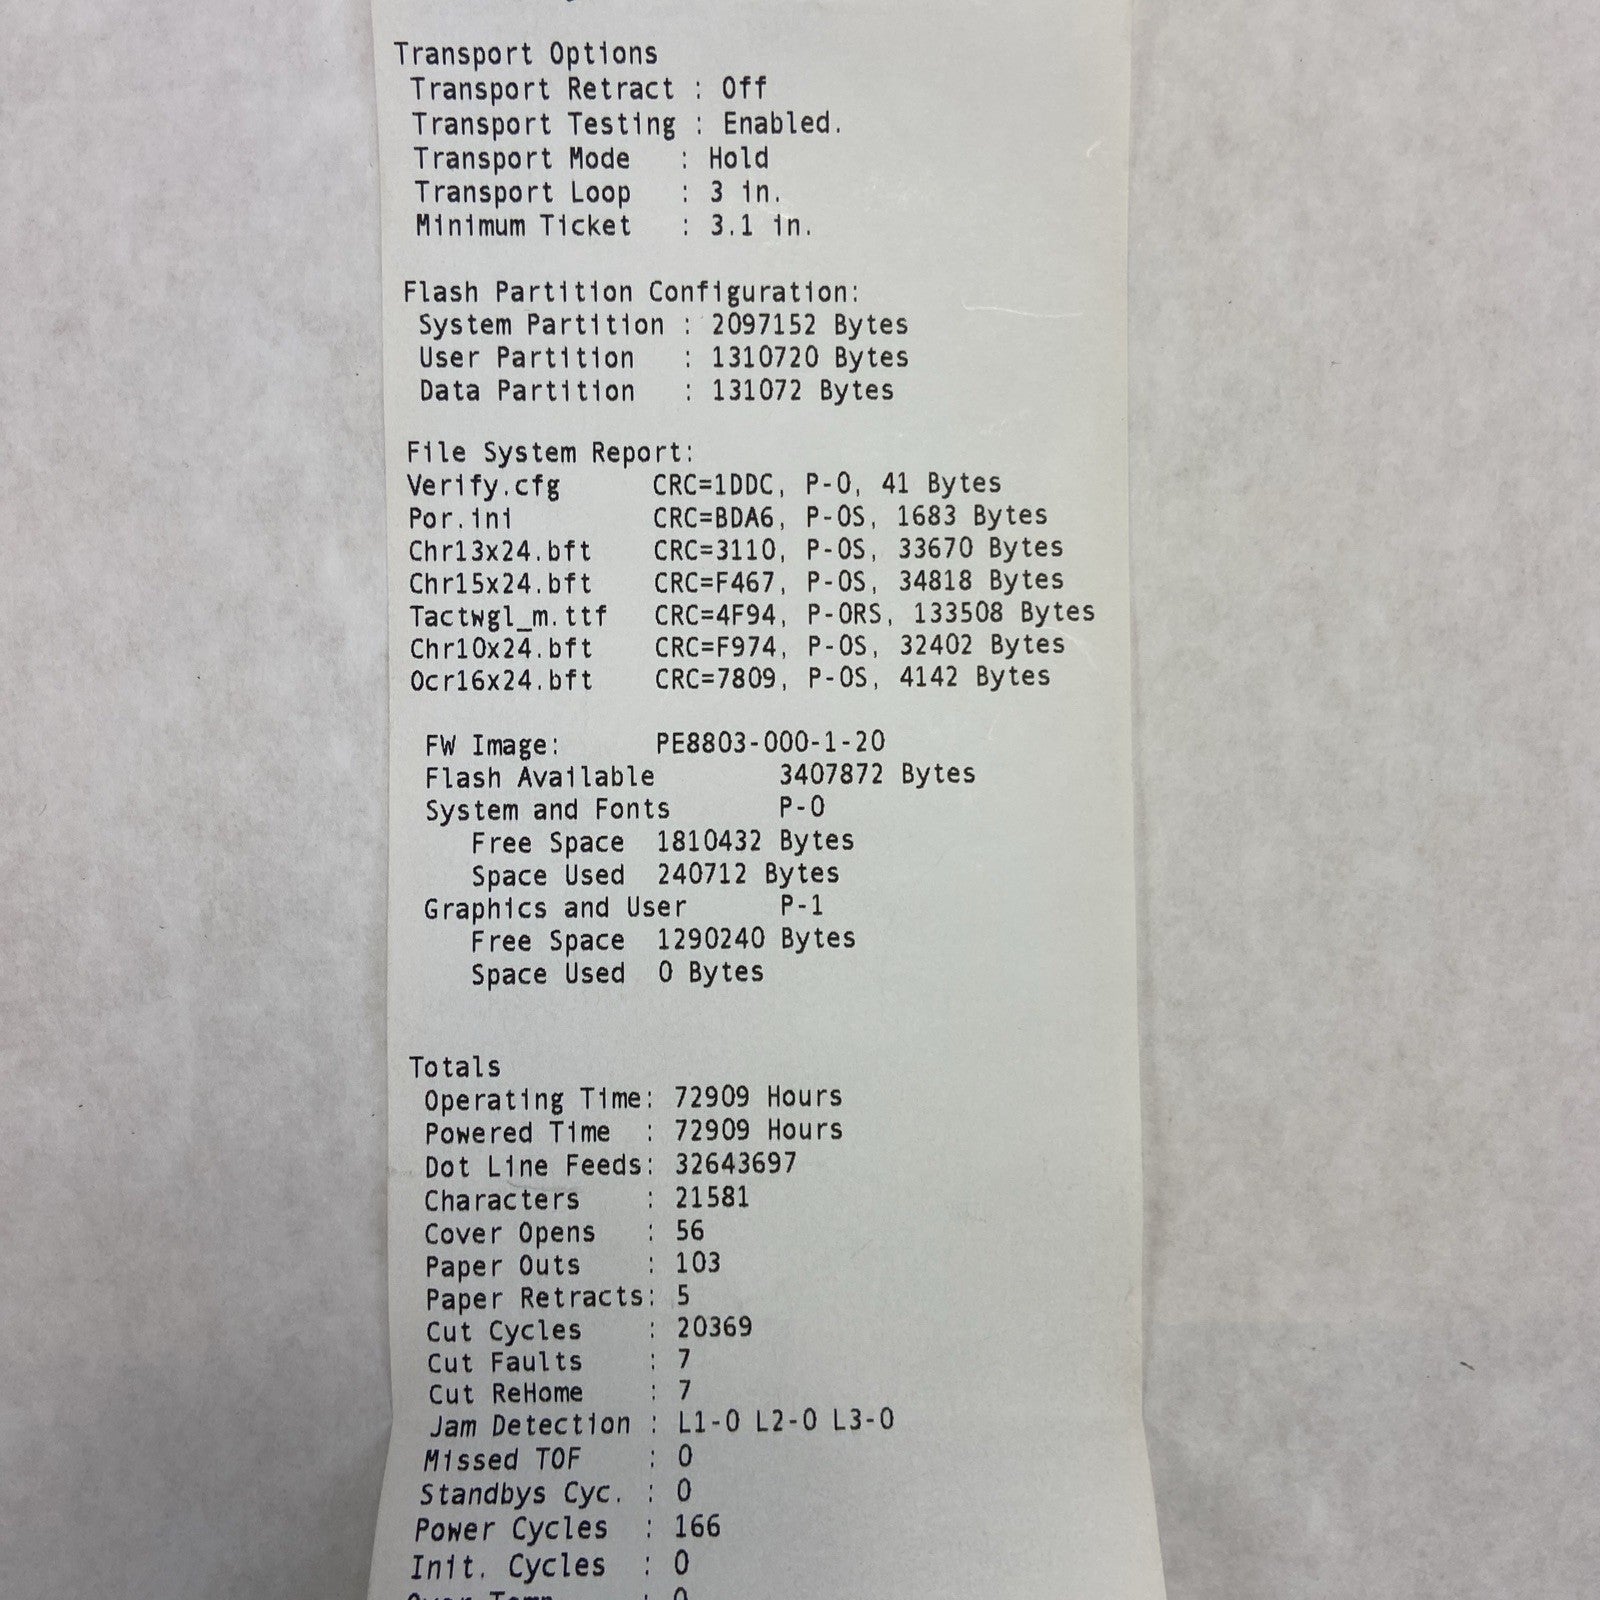 Transport Options
Transport Retract : Off
Transport Testing : Enabled.
Transport Mode : Hold
Transport Loop : 3 in.
Minimum Ticket : 3.1 in.
Flash Partition Configuration:
System Partition : 2097152 Bytes
User Partition : 1310720 Bytes
Data Partition : 131072 Bytes
File System Report:
Verify.cfg CRC=1DDC, P-0, 41 Bytes
Por.ini CRC=BDA6, P-0S, 1683 Bytes
Chr13x24.bft CRC=3110, P-0S, 33670 Bytes
Chr15x24.bft CRC=F467, P-0S, 34818 Bytes
Tactwgl_m.ttf CRC=4F94, P-0RS, 133508 Bytes
Chr10x24.bft CRC=F974, P-0S, 32402 Bytes
Ocr16x24.bft CRC=7809, P-0S, 4142 Bytes
FW Image: PE8803-000-1-20
Flash Available 3407872 Bytes
System and Fonts P-0
Free Space 1810432 Bytes
Space Used 240712 Bytes
Graphics and User P-1
Free Space 1290240 Bytes
Space Used 0 Bytes
Totals
Operating Time: 72909 Hours
Powered Time : 72909 Hours
Dot Line Feeds: 32643697
Characters : 21581
Cover Opens : 56
Paper Outs : 103
Paper Retracts: 5
Cut Cycles : 20369
Cut Faults : 7
Cut ReHome : 7
Jam Detection : L1-0 L2-0 L3-0
Missed TOF : 0
Standbys Cyc. : 0
Power Cycles : 166
Init. Cycles : 0